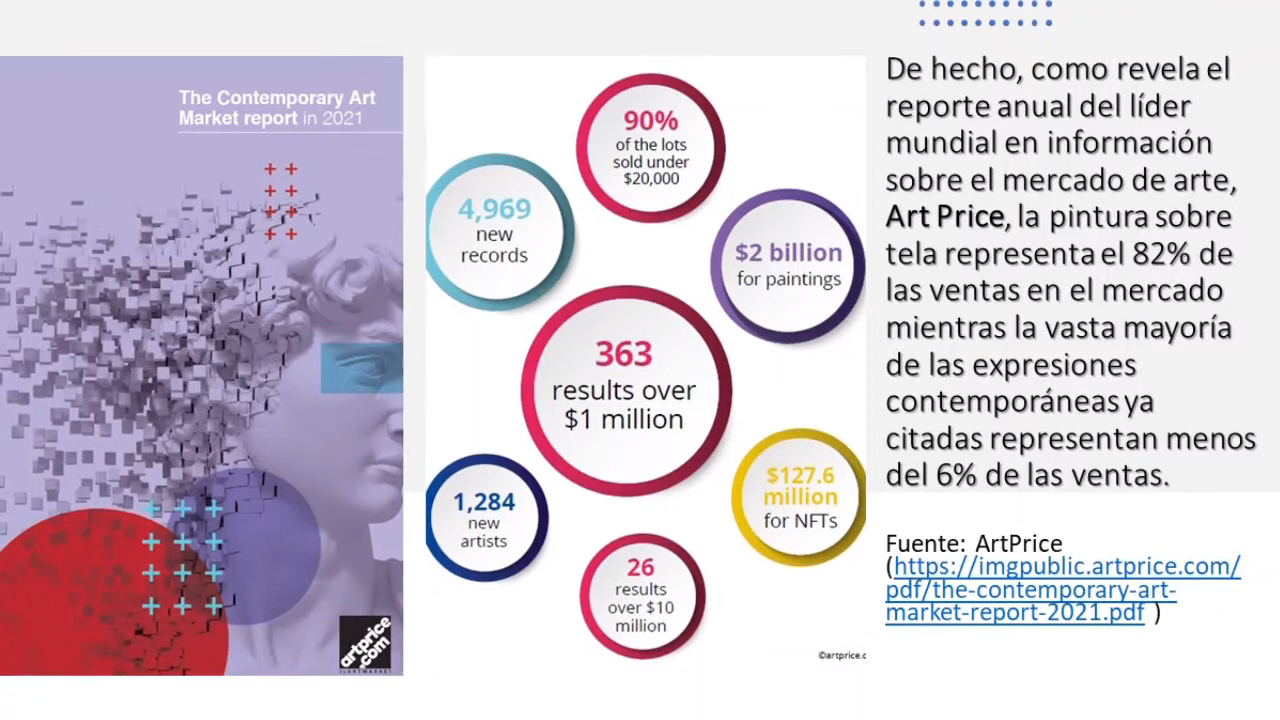 The Contemporary Art
Market report in 2021
artprice
.com
BY ARTMARKET
90%
of the lots
sold under
$20,000
4,969
new
records
$2 billion
for paintings
363
results over
$1 million
1,284
new
artists
$127.6
million
for NFTs
26
results
over $10
million
©artprice.c
De hecho, como revela el
reporte anual del líder
mundial en información
sobre el mercado de arte,
Art Price, la pintura sobre
tela representa el 82% de
las ventas en el mercado
mientras la vasta mayoría
de las expresiones
contemporáneas ya
citadas representan menos
del 6% de las ventas.
Fuente: ArtPrice
(https://imgpublic.artprice.com/
pdf/the-contemporary-art-
market-report-2021.pdf )